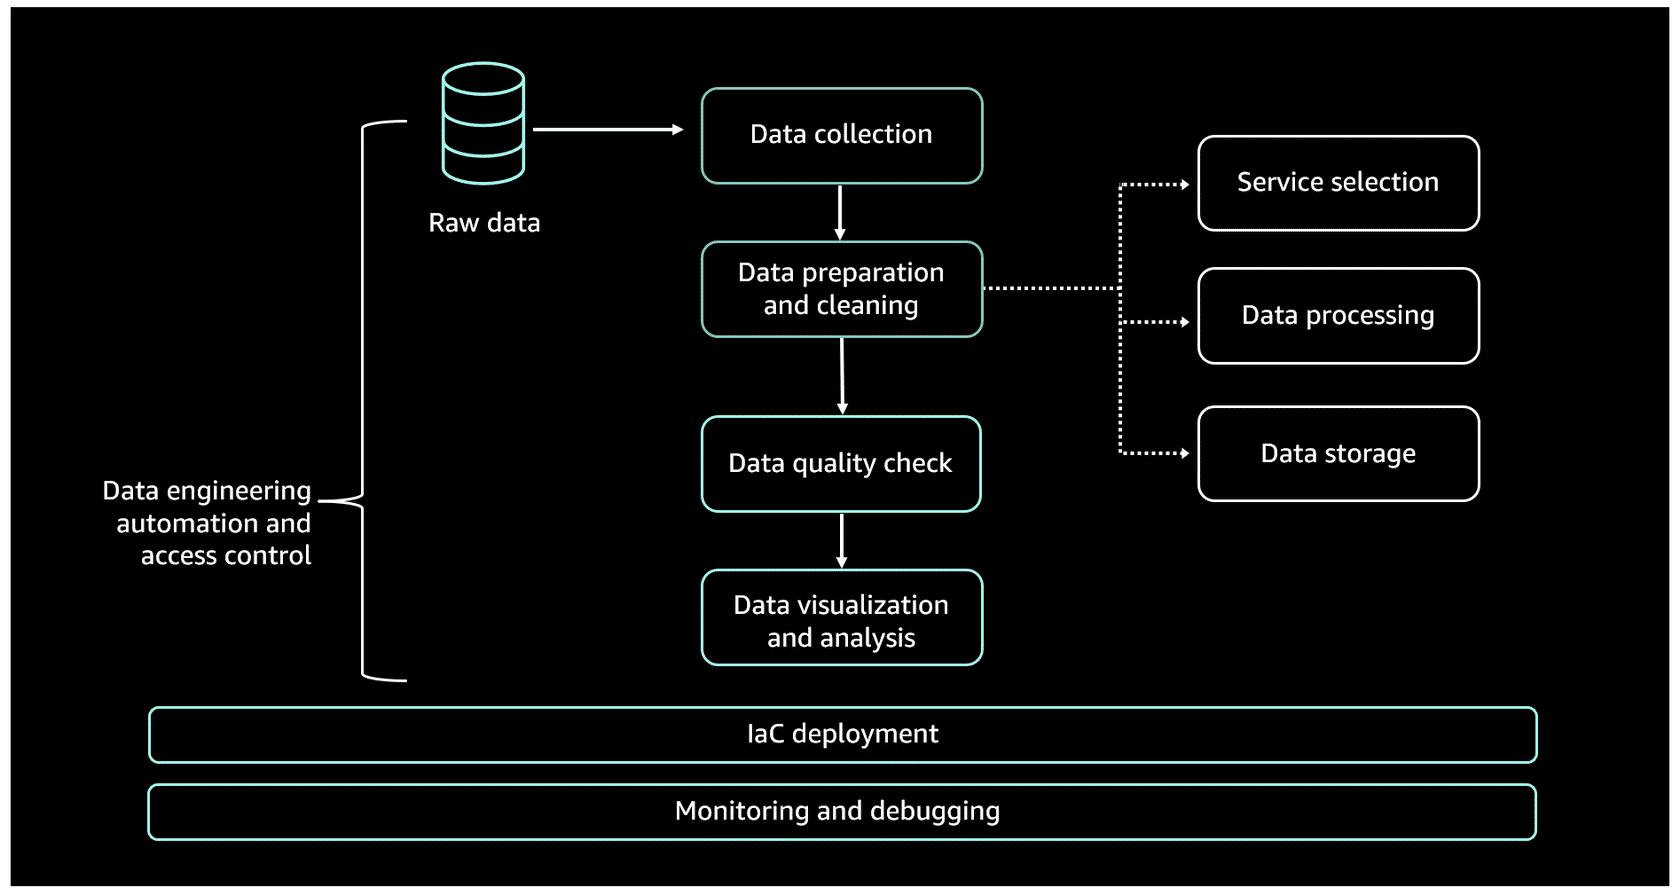 Raw data
Data collection
Data preparation
and cleaning
Data quality check
Data visualization
and analysis
Service selection
Data processing
Data storage
Data engineering
automation and
access control
IaC deployment
Monitoring and debugging